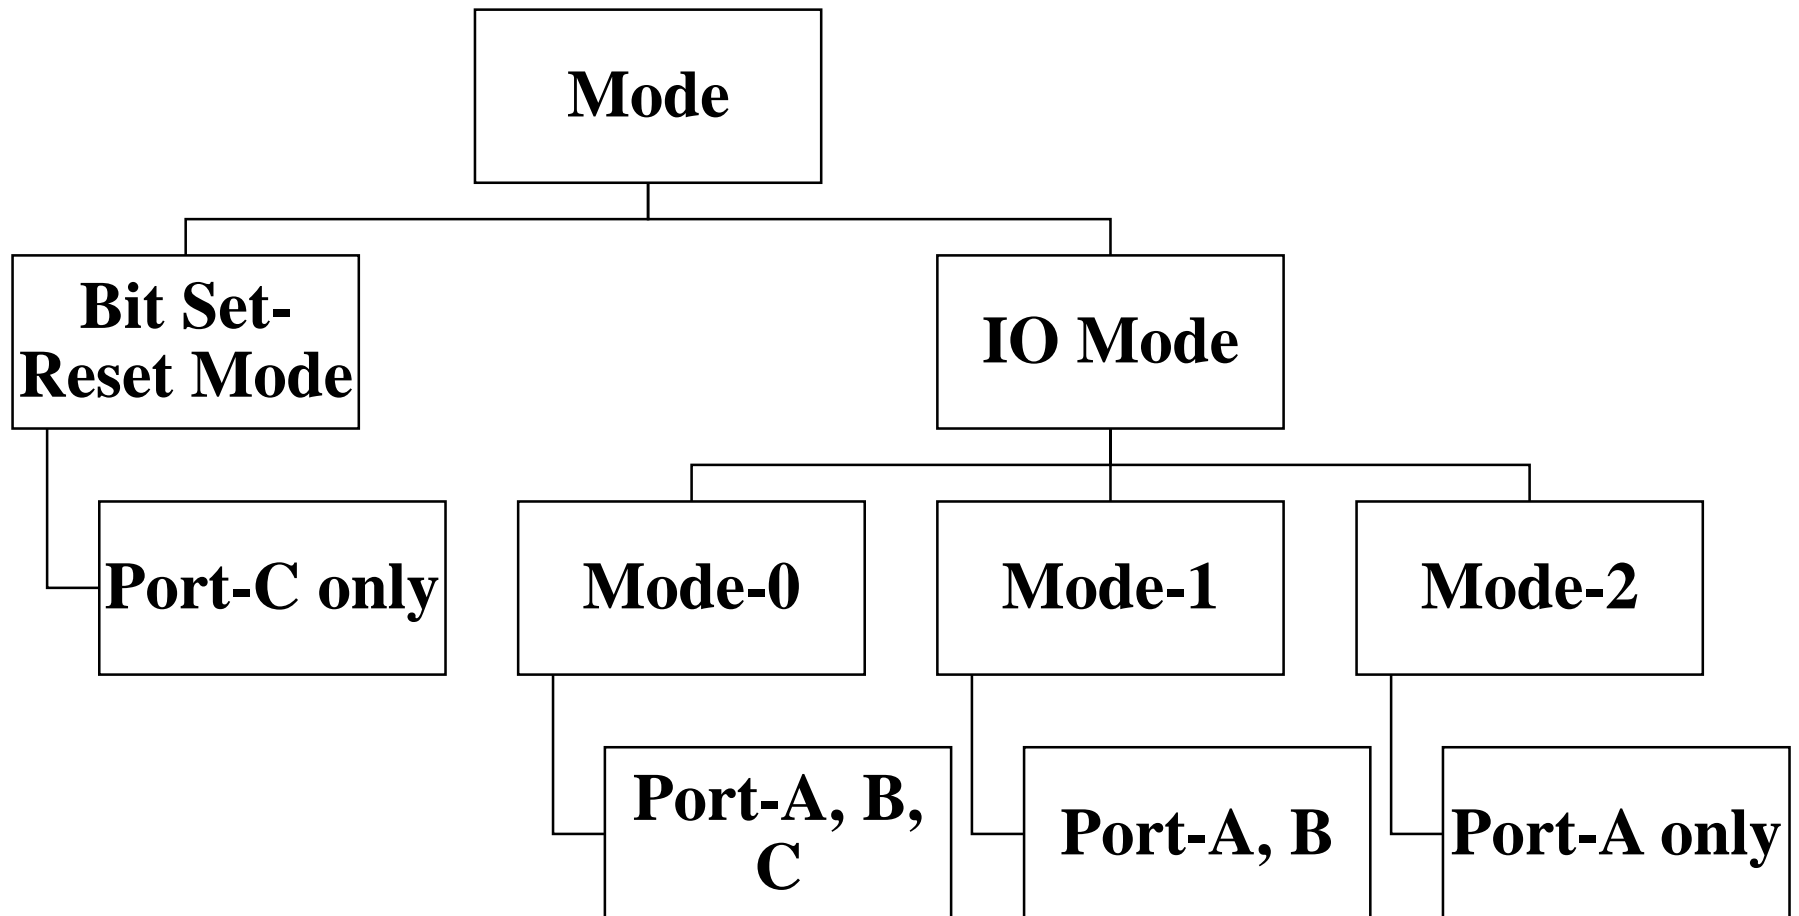 Mode
Bit Set-
Reset Mode
IO Mode
Port-C only
Mode-0
Mode-1
Mode-2
Port-A, B,
C
Port-A, B
Port-A only